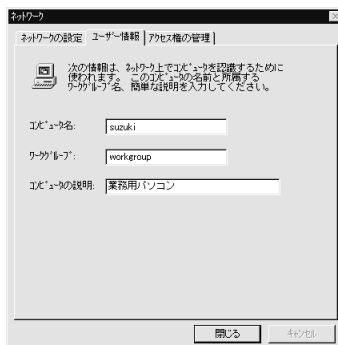 ﾈｯﾄﾜｰｸ
ﾈｯﾄﾜｰｸの設定 ユーザー情報 ｱｸｾｽ権の管理
次の情報は、ﾈｯﾄﾜｰｸ上でｺﾝﾋﾟｭｰﾀを認識するために
使われます。 このｺﾝﾋﾟｭｰﾀの名前と所属する
ﾜｰｸｸﾞﾙｰﾌﾟ名、簡単な説明を入力してください。
ｺﾝﾋﾟｭｰﾀ名: suzuki
ﾜｰｸｸﾞﾙｰﾌﾟ: workgroup
ｺﾝﾋﾟｭｰﾀの説明: 業務用パソコン
閉じる ｷｬﾝｾﾙ